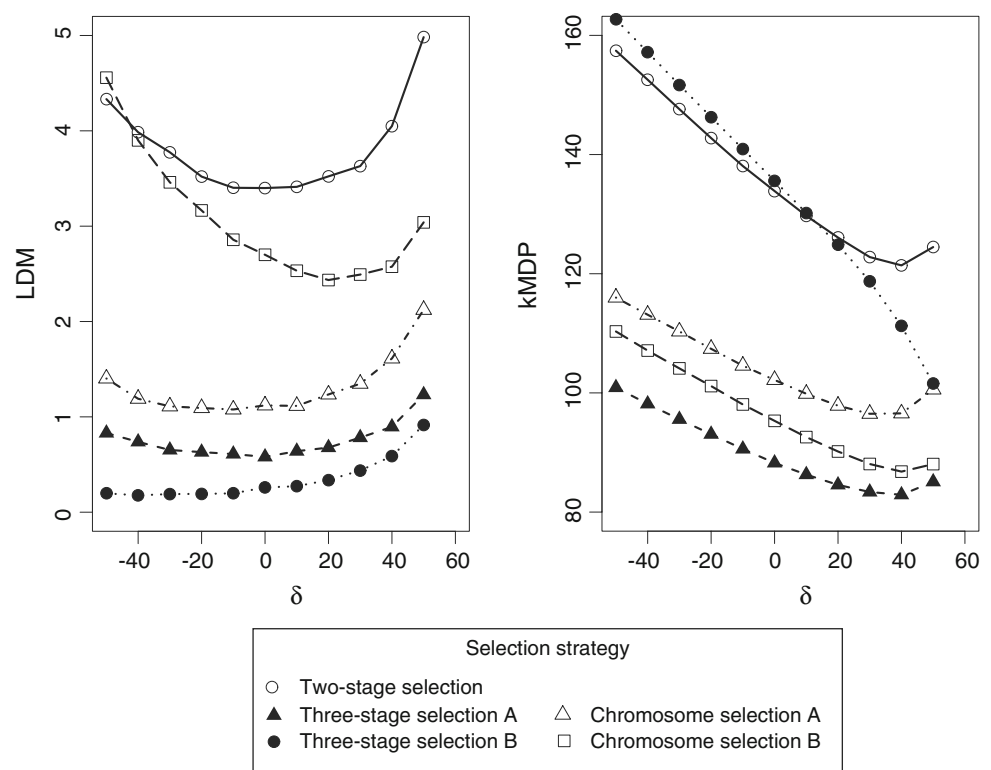 LDM
5
4
3
2
1
0
-40 -20 0 20 40 60
δ
kMDP
160
140
120
100
80
-40 -20 0 20 40 60
δ
Selection strategy
Two-stage selection
Three-stage selection A Chromosome selection A
Three-stage selection B Chromosome selection B